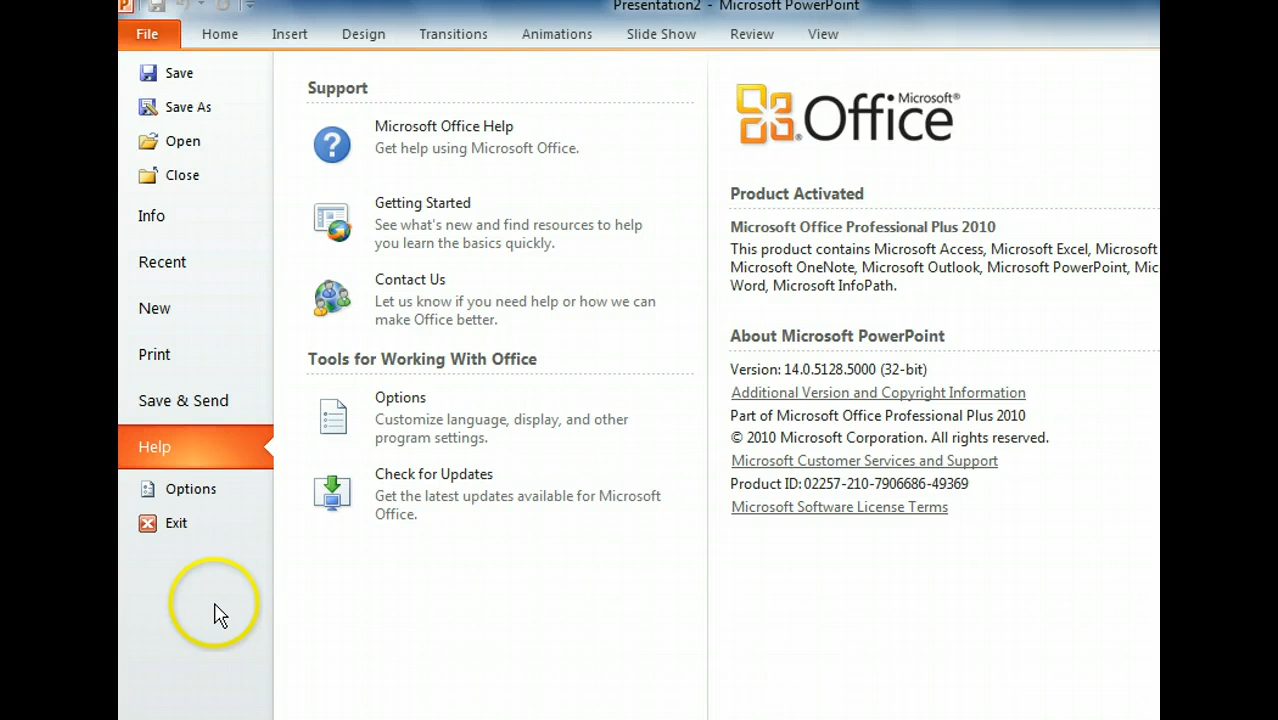 Presentation2 - Microsoft PowerPoint
File Home Insert Design Transitions Animations Slide Show Review View
Save
Save As
Open
Close
Info
Recent
New
Print
Save & Send
Help
Options
Exit
Support
Microsoft Office Help
Get help using Microsoft Office.
Getting Started
See what's new and find resources to help
you learn the basics quickly.
Contact Us
Let us know if you need help or how we can
make Office better.
Tools for Working With Office
Options
Customize language, display, and other
program settings.
Check for Updates
Get the latest updates available for Microsoft
Office.
Microsoft®
Office
Product Activated
Microsoft Office Professional Plus 2010
This product contains Microsoft Access, Microsoft Excel, Microsoft
Microsoft OneNote, Microsoft Outlook, Microsoft PowerPoint, Mic
Word, Microsoft InfoPath.
About Microsoft PowerPoint
Version: 14.0.5128.5000 (32-bit)
Additional Version and Copyright Information
Part of Microsoft Office Professional Plus 2010
© 2010 Microsoft Corporation. All rights reserved.
Microsoft Customer Services and Support
Product ID: 02257-210-7906686-49369
Microsoft Software License Terms